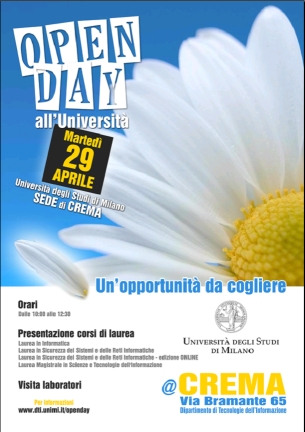 OPEN
DAY
all'Università
Martedì
29
APRILE
Università degli Studi di Milano
SEDE di CREMA
Un'opportunità da cogliere
Orari
Dalle 10:00 alle 12:30
Presentazione corsi di laurea
Laurea in Informatica
Laurea in Sicurezza dei Sistemi e delle Reti Informatiche
Laurea in Sicurezza dei Sistemi e delle Reti Informatiche - edizione ONLINE
Laurea Magistrale in Scienze e Tecnologie dell'Informazione
Visita laboratori
Per informazioni
www.dti.unimi.it/openday
UNIVERSITÀ DEGLI STUDI
DI MILANO
@CREMA
Via Bramante 65
Dipartimento di Tecnologie dell'Informazione